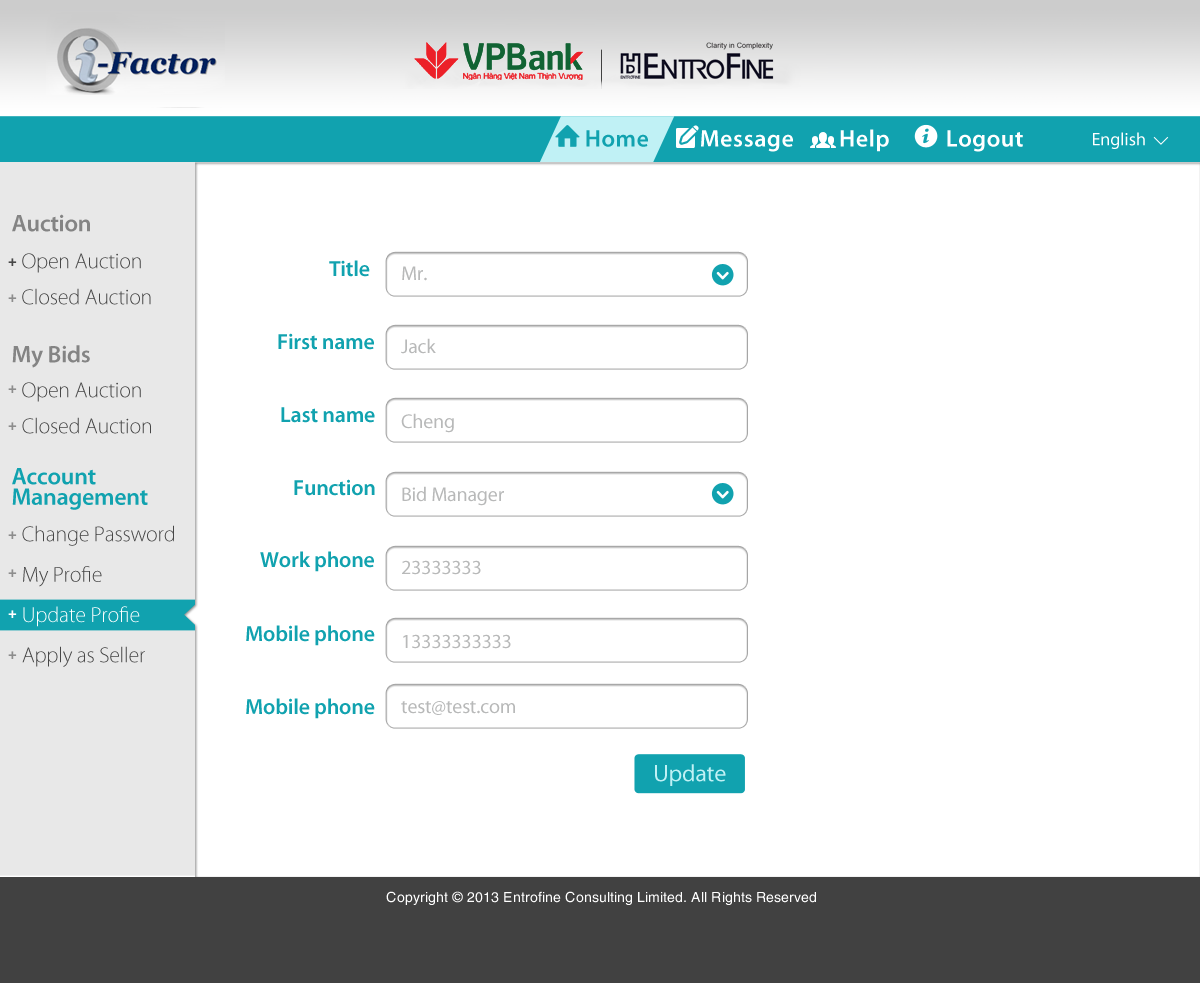 i-Factor
VPBank
Ngân Hàng Việt Nam Thịnh Vượng
Clarity in Complexity
ENTROFINE
ENTROFINE
Home
Message
Help
Logout
English
Auction
+ Open Auction
+ Closed Auction
My Bids
+ Open Auction
+ Closed Auction
Account
Management
+ Change Password
+ My Profie
+ Update Profie
+ Apply as Seller
Title
Mr.
First name
Jack
Last name
Cheng
Function
Bid Manager
Work phone
23333333
Mobile phone
13333333333
Mobile phone
test@test.com
Update
Copyright © 2013 Entrofine Consulting Limited. All Rights Reserved